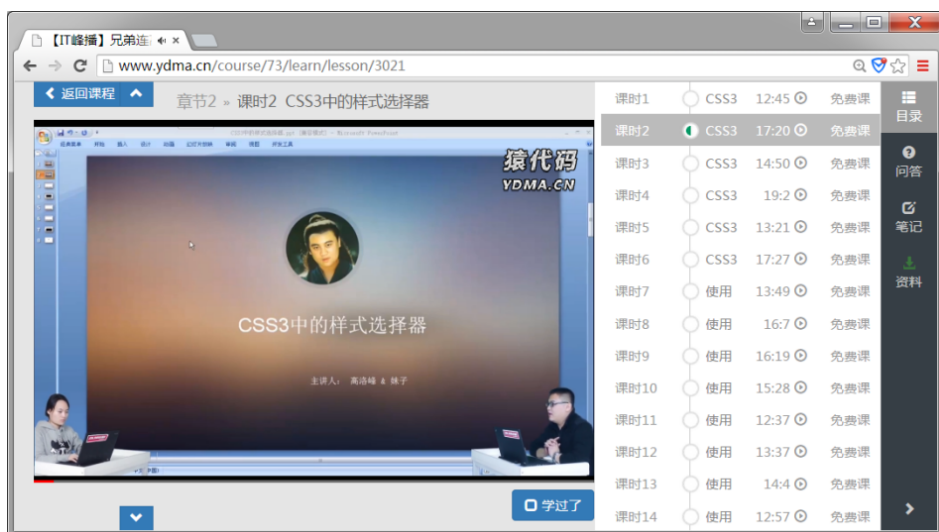 【IT峰播】兄弟连
www.ydma.cn/course/73/learn/lesson/3021
返回课程
章节2 » 课时2 CSS3中的样式选择器
猿代码
YDMA.CN
CSS3中的样式选择器
主讲人： 高洛峰 & 妹子
学过了
课时1 CSS3 12:45 免费课
课时2 CSS3 17:20 免费课
课时3 CSS3 14:50 免费课
课时4 CSS3 19:2 免费课
课时5 CSS3 13:21 免费课
课时6 CSS3 17:27 免费课
课时7 使用 13:49 免费课
课时8 使用 16:7 免费课
课时9 使用 16:19 免费课
课时10 使用 15:28 免费课
课时11 使用 12:37 免费课
课时12 使用 13:37 免费课
课时13 使用 14:4 免费课
课时14 使用 12:57 免费课
目录
问答
笔记
资料